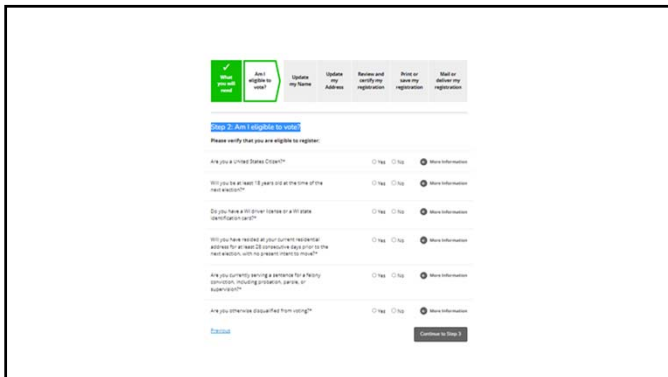 What
you will
need
Am I
eligible to
vote?
Update
my Name
Update
my
Address
Review and
certify my
registration
Print or
save my
registration
Mail or
deliver my
registration
Step 2: Am I eligible to vote?
Please verify that you are eligible to register:
Are you a United States Citizen?* Yes No More Information
Will you be at least 18 years old at the time of the
next election?* Yes No More Information
Do you have a WI driver license or a WI state
identification card?* Yes No More Information
Will you have resided at your current residential
address for at least 28 consecutive days prior to the
next election, with no present intent to move?* Yes No More Information
Are you currently serving a sentence for a felony
conviction, including probation, parole, or
supervision?* Yes No More Information
Are you otherwise disqualified from voting?* Yes No More Information
Previous
Continue to Step 3